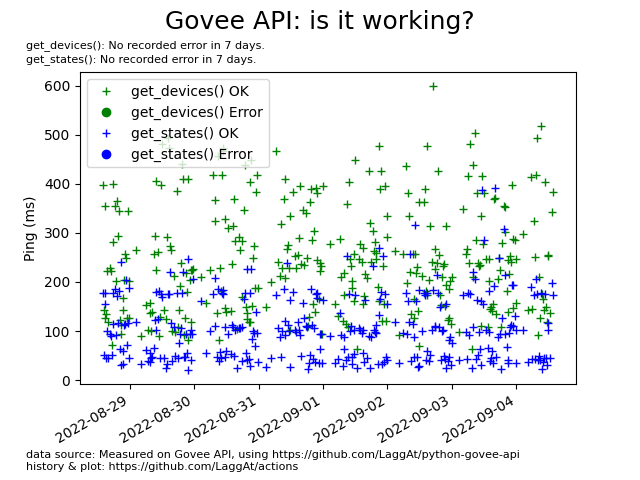 Govee API: is it working?
get_devices(): No recorded error in 7 days.
get_states(): No recorded error in 7 days.
600
500
400
300
200
100
0
Ping (ms)
get_devices() OK
get_devices() Error
get_states() OK
get_states() Error
2022-08-29
2022-08-30
2022-08-31
2022-09-01
2022-09-02
2022-09-03
2022-09-04
data source: Measured on Govee API, using https://github.com/LaggAt/python-govee-api
history & plot: https://github.com/LaggAt/actions